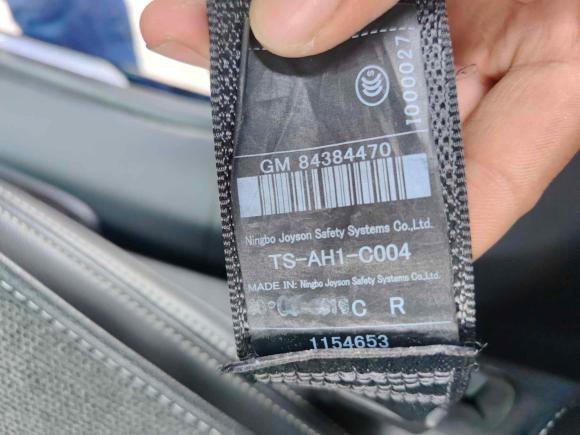 1000027
GM 84384470
Ningbo Joyson Safety Systems Co.,Ltd.
TS-AH1-C004
MADE IN: Ningbo Joyson Safety Systems Co.,Ltd.
C R
1154653